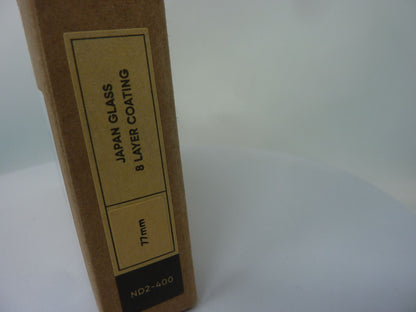 JAPAN GLASS
8 LAYER COATING
77mm
ND2-400